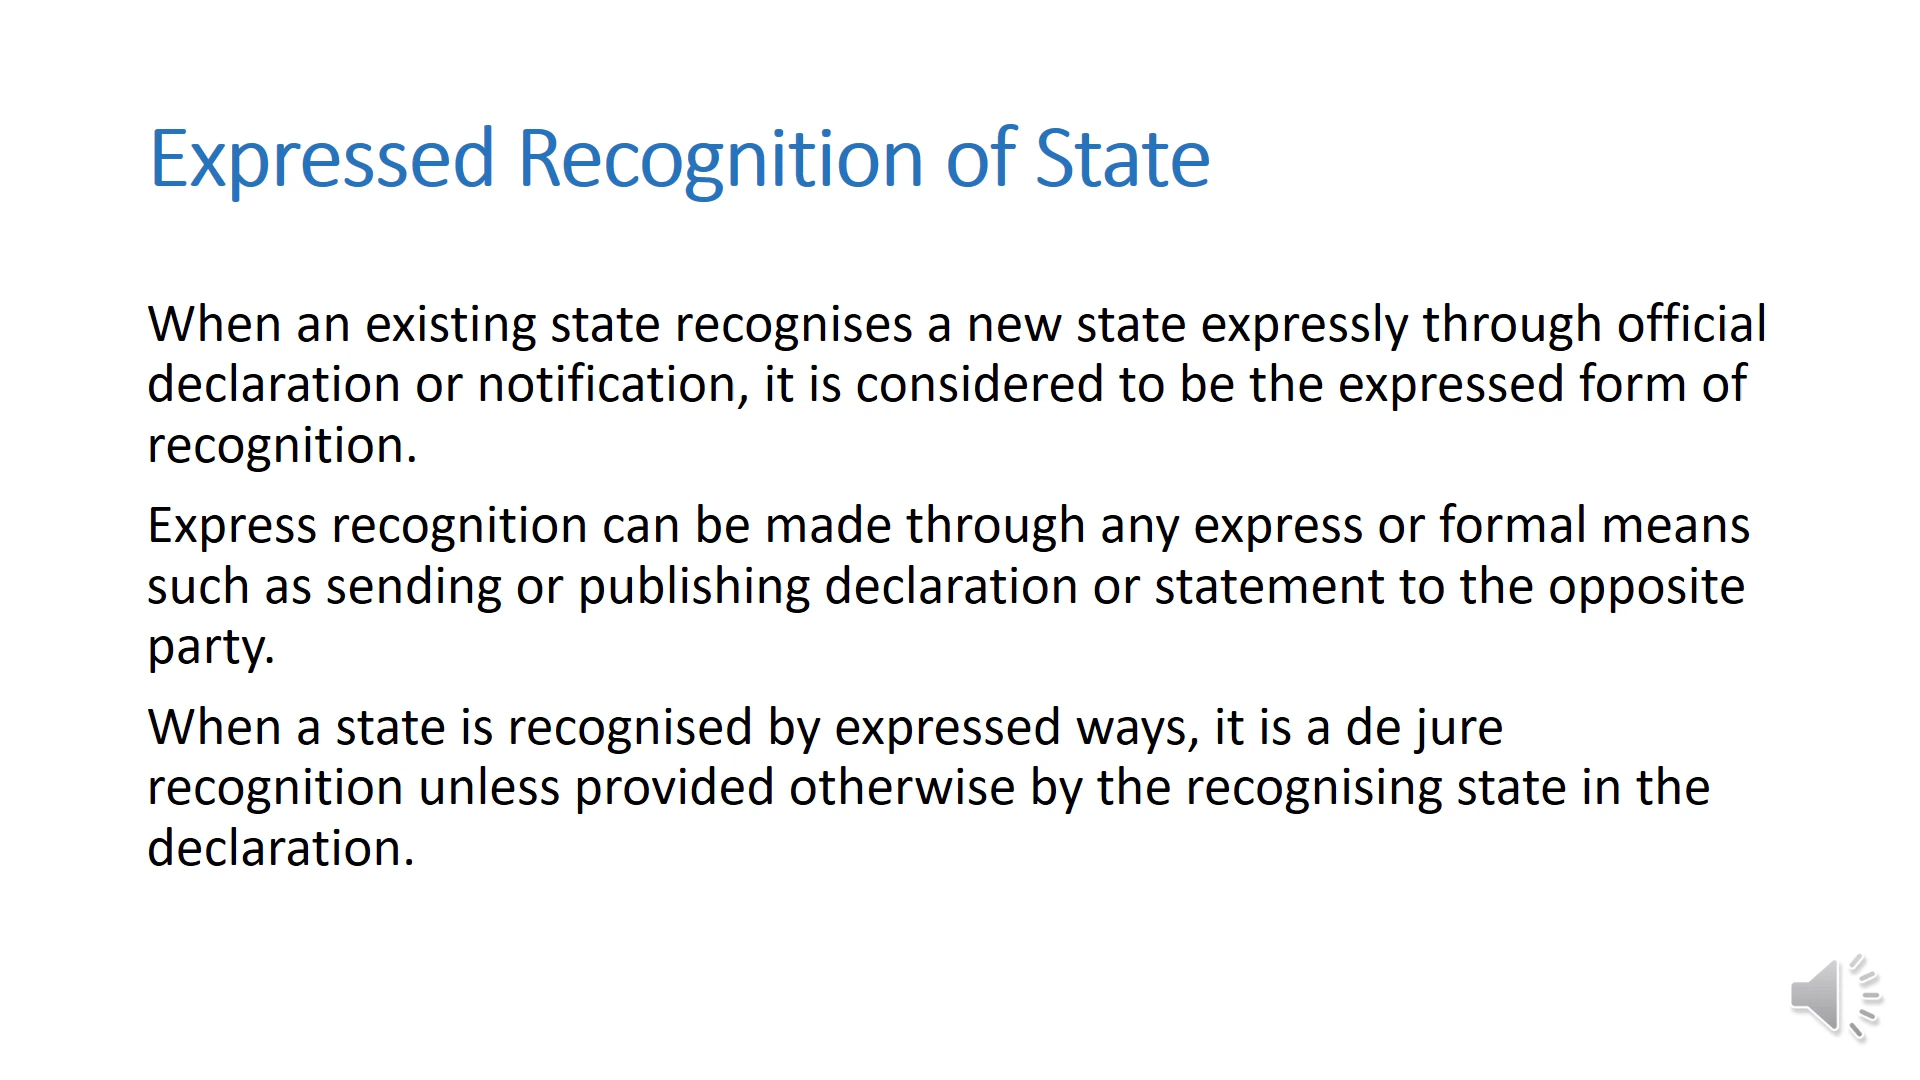 Expressed Recognition of State
When an existing state recognises a new state expressly through official
declaration or notification, it is considered to be the expressed form of
recognition.
Express recognition can be made through any express or formal means
such as sending or publishing declaration or statement to the opposite
party.
When a state is recognised by expressed ways, it is a de jure
recognition unless provided otherwise by the recognising state in the
declaration.